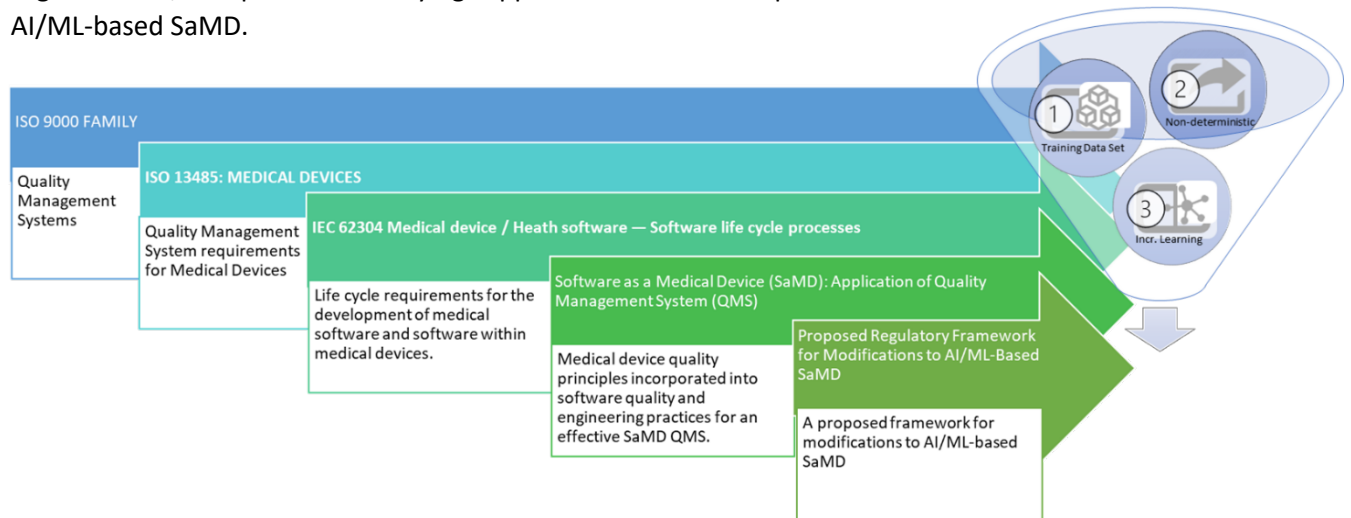 AI/ML-based SaMD.
ISO 9000 FAMILY
Quality
Management
Systems
ISO 13485: MEDICAL DEVICES
Quality Management
System requirements
for Medical Devices
IEC 62304 Medical device / Heath software — Software life cycle processes
Life cycle requirements for the
development of medical
software and software within
medical devices.
Software as a Medical Device (SaMD): Application of Quality
Management System (QMS)
Medical device quality
principles incorporated into
software quality and
engineering practices for an
effective SaMD QMS.
Proposed Regulatory Framework
for Modifications to AI/ML-Based
SaMD
A proposed framework for
modifications to AI/ML-based
SaMD
1
Training Data Set
2
Non-deterministic
3
Incr. Learning